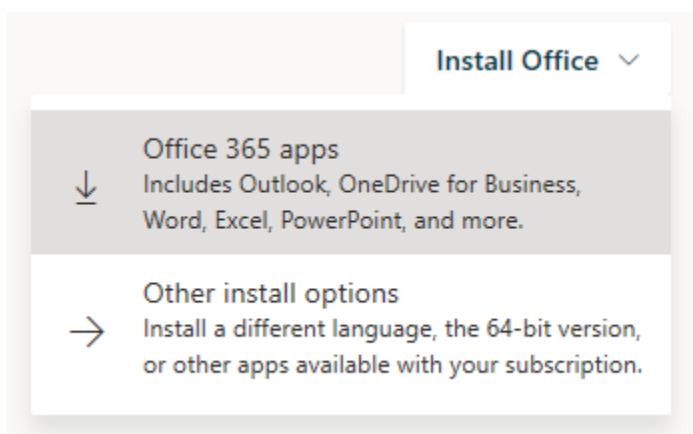 Install Office
Office 365 apps
Includes Outlook, OneDrive for Business,
Word, Excel, PowerPoint, and more.
Other install options
Install a different language, the 64-bit version,
or other apps available with your subscription.